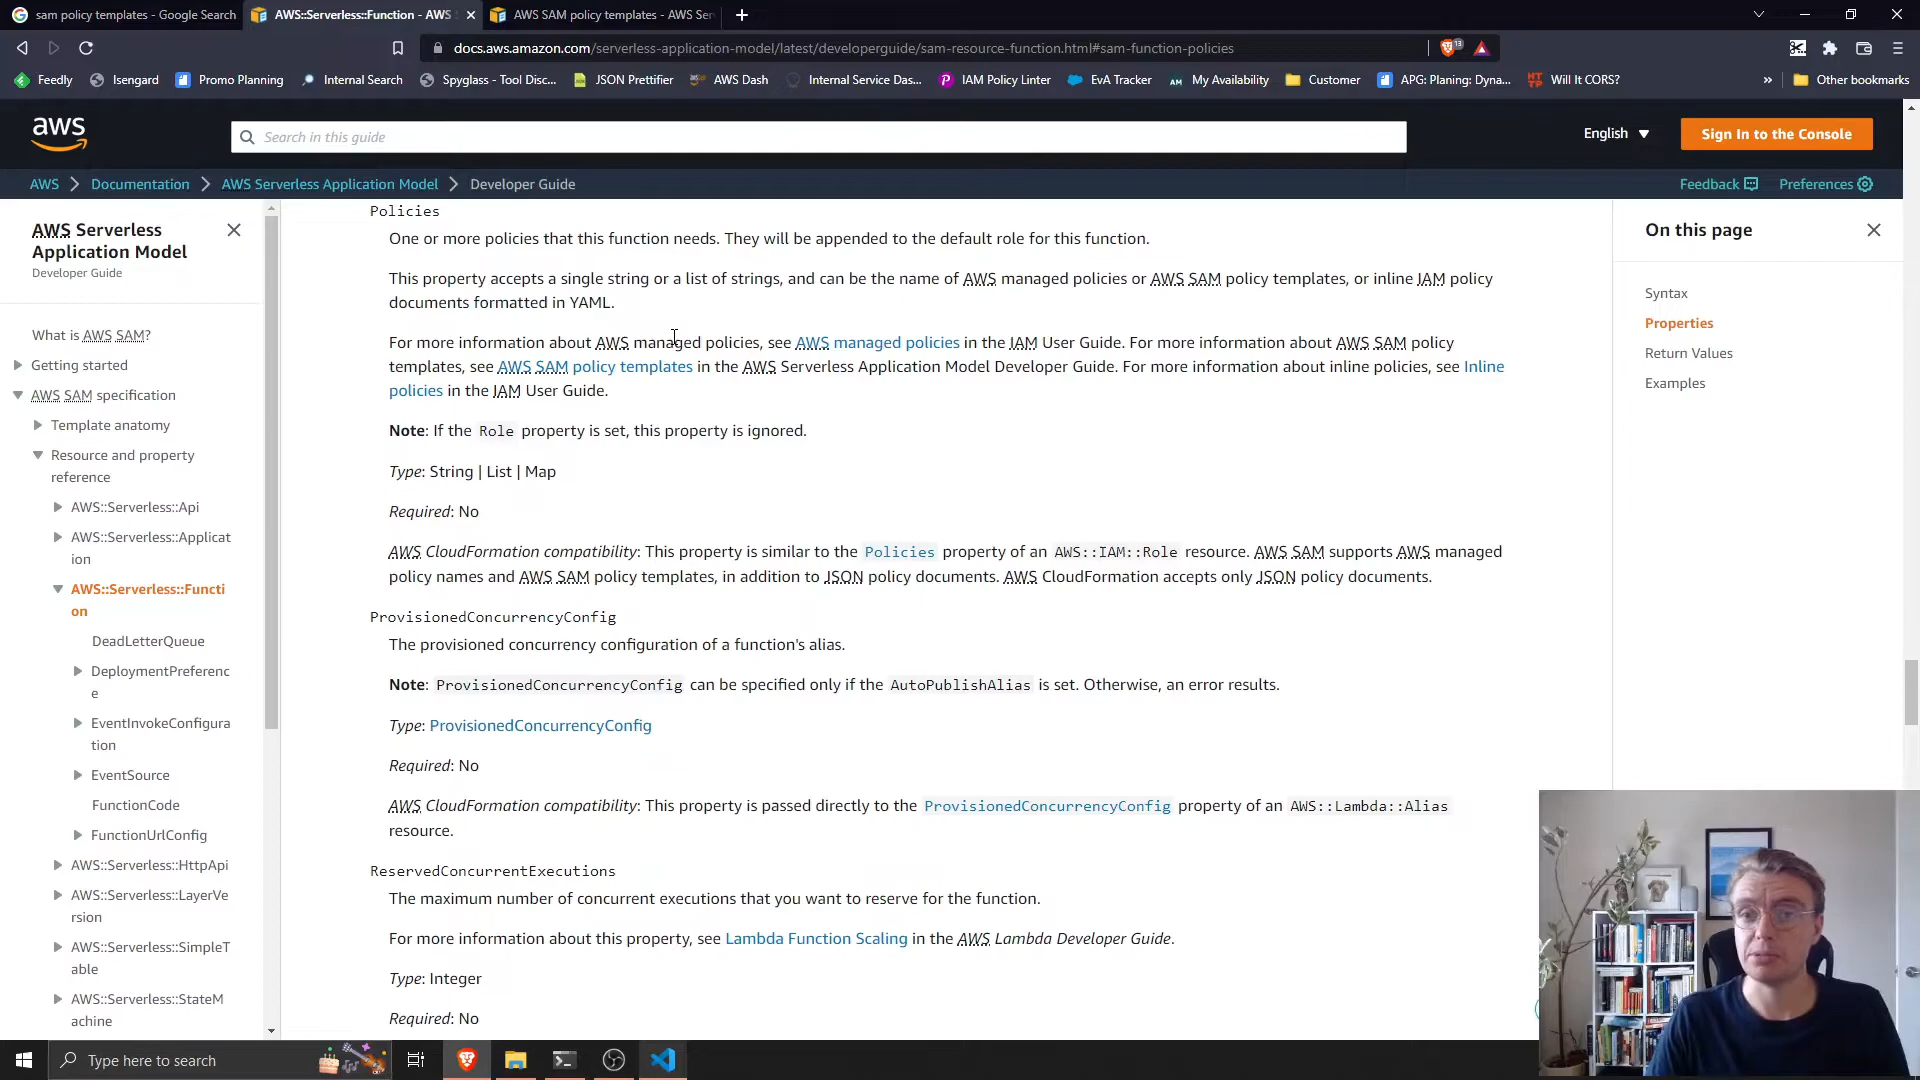 sam policy templates - Google Search
AWS::Serverless::Function - AWS
AWS SAM policy templates - AWS Ser
docs.aws.amazon.com/serverless-application-model/latest/developerguide/sam-resource-function.html#sam-function-policies
13
Feedly
Isengard
Promo Planning
Internal Search
Spyglass - Tool Disc...
JSON Prettifier
AWS Dash
Internal Service Das...
IAM Policy Linter
EvA Tracker
My Availability
Customer
APG: Planing: Dyna...
Will It CORS?
»
Other bookmarks
aws
Search in this guide
English
Sign In to the Console
AWS
Documentation
AWS Serverless Application Model
Developer Guide
Feedback
Preferences
AWS Serverless
Application Model
Developer Guide
What is AWS SAM?
Getting started
AWS SAM specification
Template anatomy
Resource and property
reference
AWS::Serverless::Api
AWS::Serverless::Applicat
ion
AWS::Serverless::Functi
on
DeadLetterQueue
DeploymentPreferenc
e
EventInvokeConfigura
tion
EventSource
FunctionCode
FunctionUrlConfig
AWS::Serverless::HttpApi
AWS::Serverless::LayerVe
rsion
AWS::Serverless::SimpleT
able
AWS::Serverless::StateM
achine
Policies
One or more policies that this function needs. They will be appended to the default role for this function.
This property accepts a single string or a list of strings, and can be the name of AWS managed policies or AWS SAM policy templates, or inline IAM policy
documents formatted in YAML.
For more information about AWS managed policies, see AWS managed policies in the IAM User Guide. For more information about AWS SAM policy
templates, see AWS SAM policy templates in the AWS Serverless Application Model Developer Guide. For more information about inline policies, see Inline
policies in the IAM User Guide.
Note: If the Role property is set, this property is ignored.
Type: String | List | Map
Required: No
AWS CloudFormation compatibility: This property is similar to the Policies property of an AWS::IAM::Role resource. AWS SAM supports AWS managed
policy names and AWS SAM policy templates, in addition to JSON policy documents. AWS CloudFormation accepts only JSON policy documents.
ProvisionedConcurrencyConfig
The provisioned concurrency configuration of a function's alias.
Note: ProvisionedConcurrencyConfig can be specified only if the AutoPublishAlias is set. Otherwise, an error results.
Type: ProvisionedConcurrencyConfig
Required: No
AWS CloudFormation compatibility: This property is passed directly to the ProvisionedConcurrencyConfig property of an AWS::Lambda::Alias
resource.
ReservedConcurrentExecutions
The maximum number of concurrent executions that you want to reserve for the function.
For more information about this property, see Lambda Function Scaling in the AWS Lambda Developer Guide.
Type: Integer
Required: No
On this page
Syntax
Properties
Return Values
Examples
Type here to search